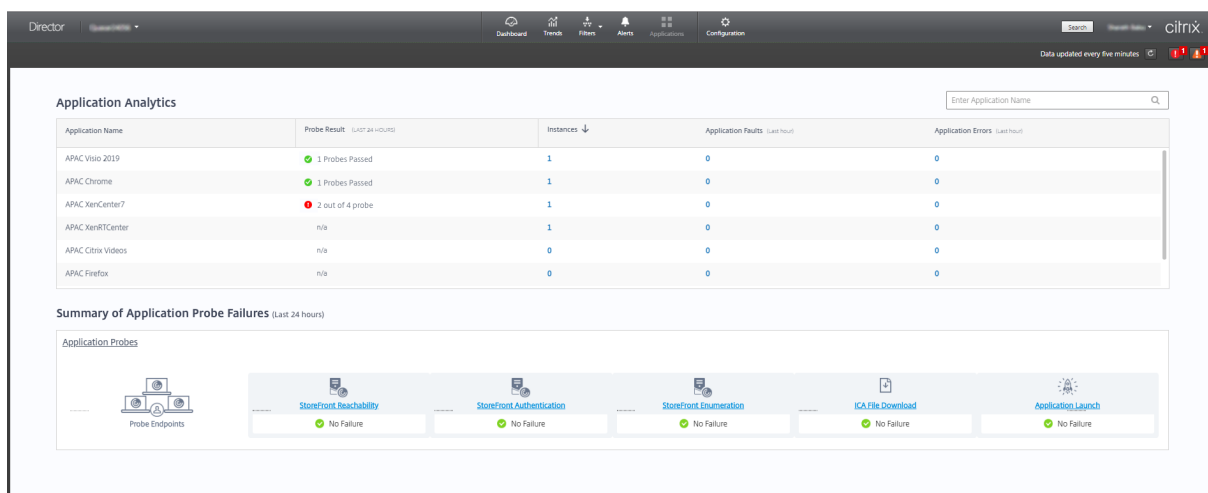 Director
Dashboard Trends Filters Alerts Applications Configuration
Search
citrix
Data updated every five minutes
1 1
Application Analytics
Enter Application Name
Application Name Probe Result (LAST 24 HOURS) Instances Application Faults (Last hour) Application Errors (Last hour)
APAC Visio 2019 1 Probes Passed 1 0 0
APAC Chrome 1 Probes Passed 1 0 0
APAC XenCenter7 2 out of 4 probe 1 0 0
APAC XenRTCenter n/a 1 0 0
APAC Citrix Videos n/a 0 0 0
APAC Firefox n/a 0 0 0
Summary of Application Probe Failures (Last 24 hours)
Application Probes
StoreFront Reachability StoreFront Authentication StoreFront Enumeration ICA File Download Application Launch
Probe Endpoints No Failure No Failure No Failure No Failure No Failure